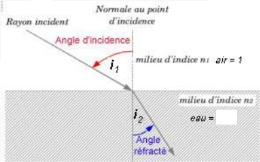 Normale au point
d'incidence
Rayon incident
Angle d'incidence
i1
milieu d'indice n1 air = 1
milieu d'indice n2
i2
eau =
Angle
réfracté